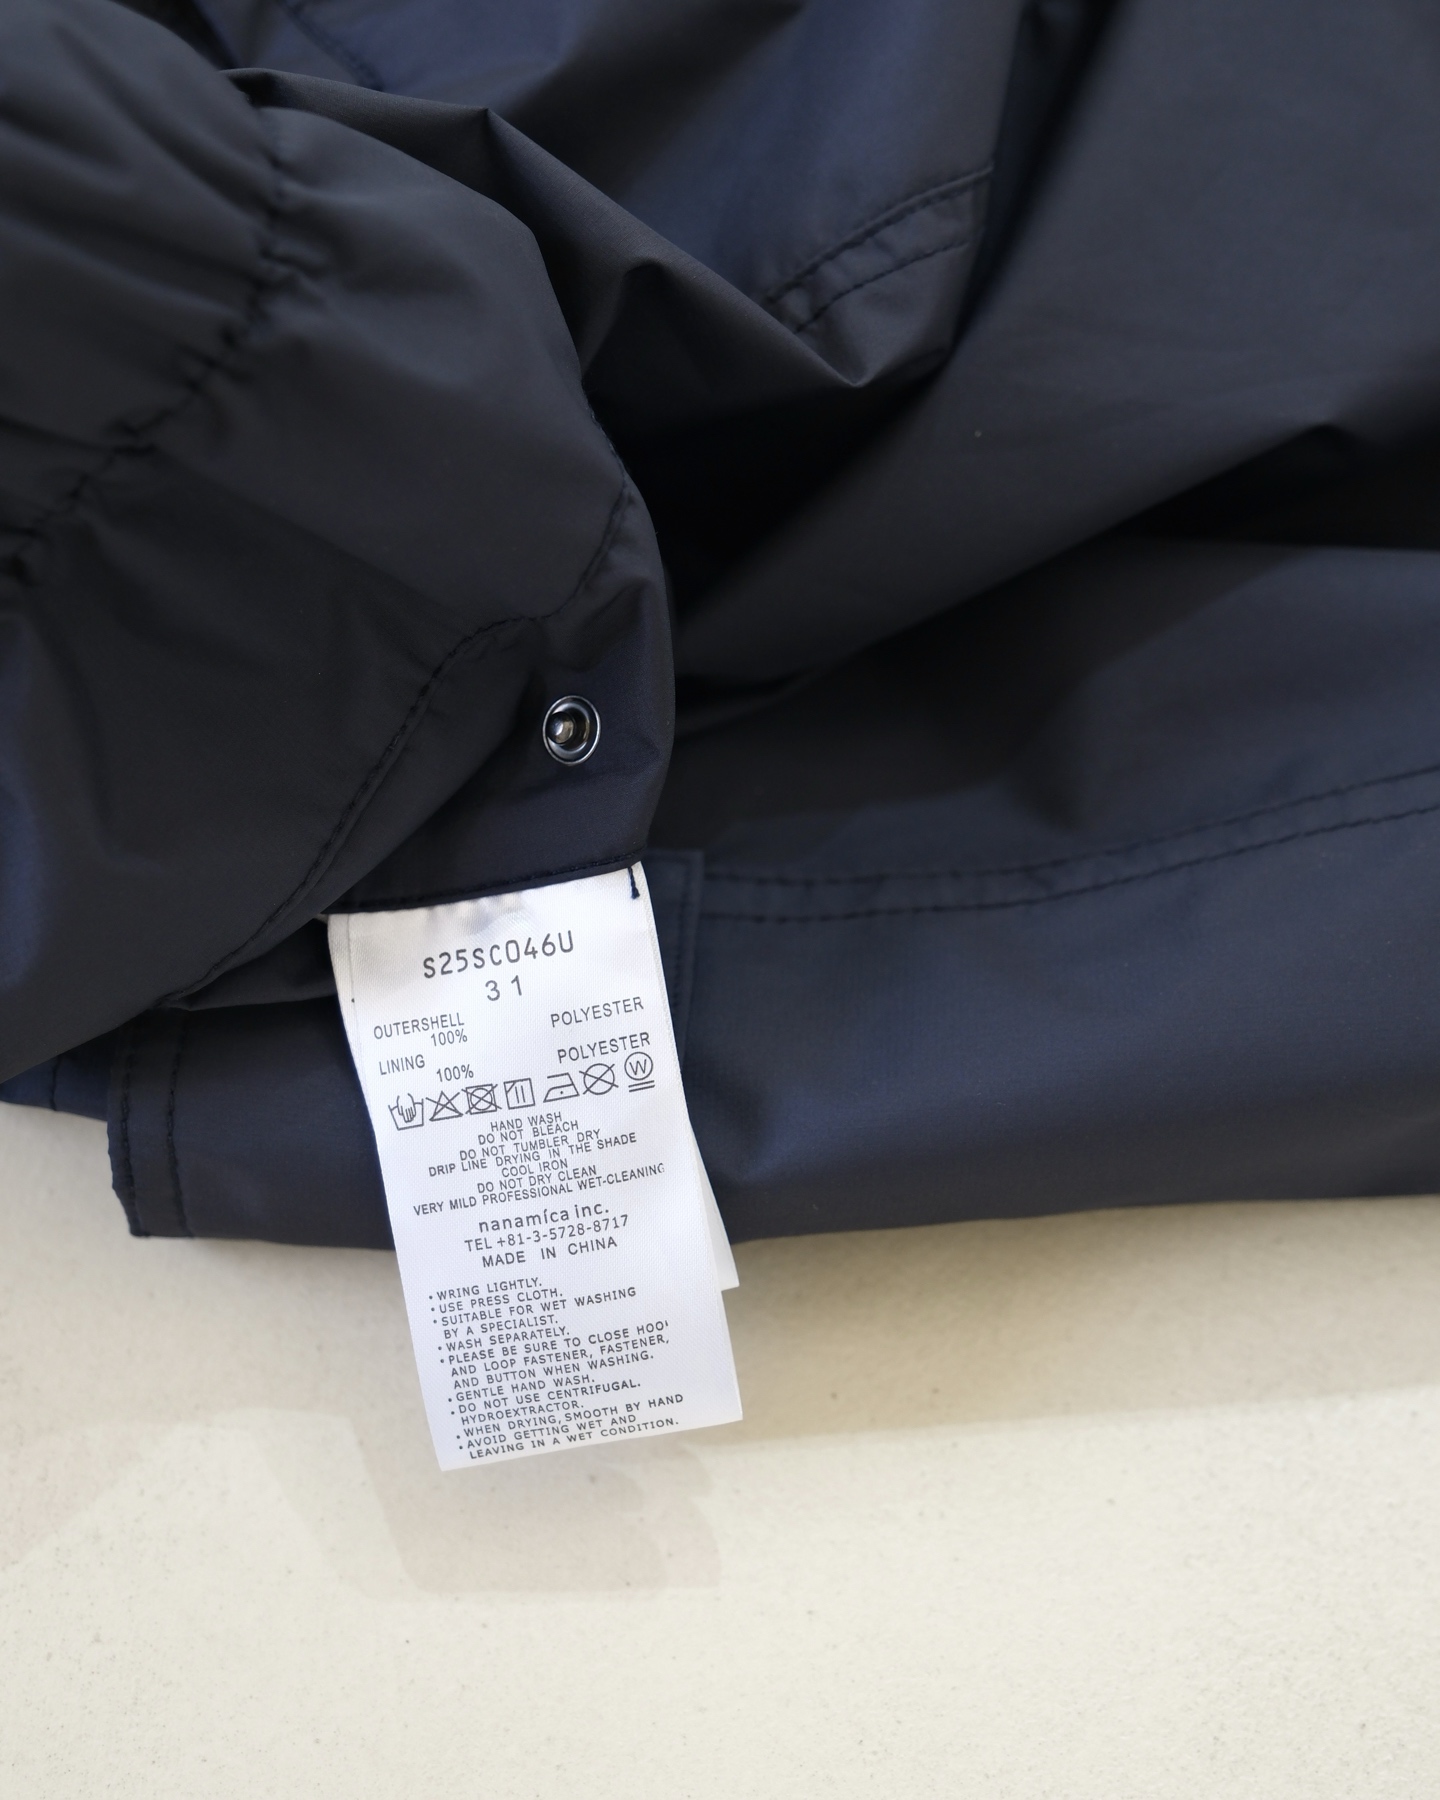 S25SC046U
31
OUTERSHELL POLYESTER
100%
LINING POLYESTER
100%
W
HAND WASH
DO NOT BLEACH
DO NOT TUMBLER DRY
DRIP LINE DRYING IN THE SHADE
COOL IRON
DO NOT DRY CLEAN
VERY MILD PROFESSIONAL WET-CLEANING
nanamíca inc.
TEL +81-3-5728-8717
MADE IN CHINA
•WRING LIGHTLY.
•USE PRESS CLOTH.
•SUITABLE FOR WET WASHING
BY A SPECIALIST.
•WASH SEPARATELY.
•PLEASE BE SURE TO CLOSE
AND LOOP FASTENER, FASTENER,
AND BUTTON WHEN WASHING.
•GENTLE HAND WASH.
•DO NOT USE CENTRIFUGAL.
HYDROEXTRACTOR.
•WHEN DRYING, SMOOTH BY HAND
•AVOID GETTING WET AND
LEAVING IN A WET CONDITION.